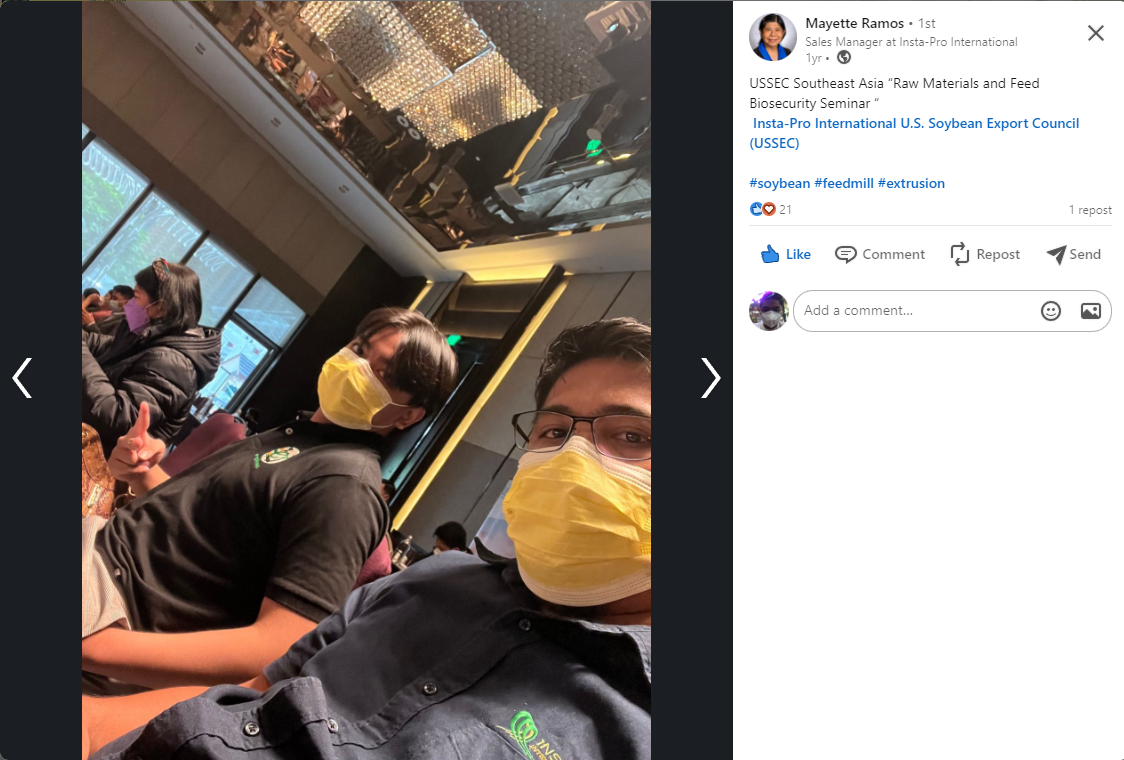 Mayette Ramos • 1st
Sales Manager at Insta-Pro International
1yr •
USSEC Southeast Asia “Raw Materials and Feed
Biosecurity Seminar “
Insta-Pro International U.S. Soybean Export Council
(USSEC)
#soybean #feedmill #extrusion
21
1 repost
Like
Comment
Repost
Send
Add a comment...